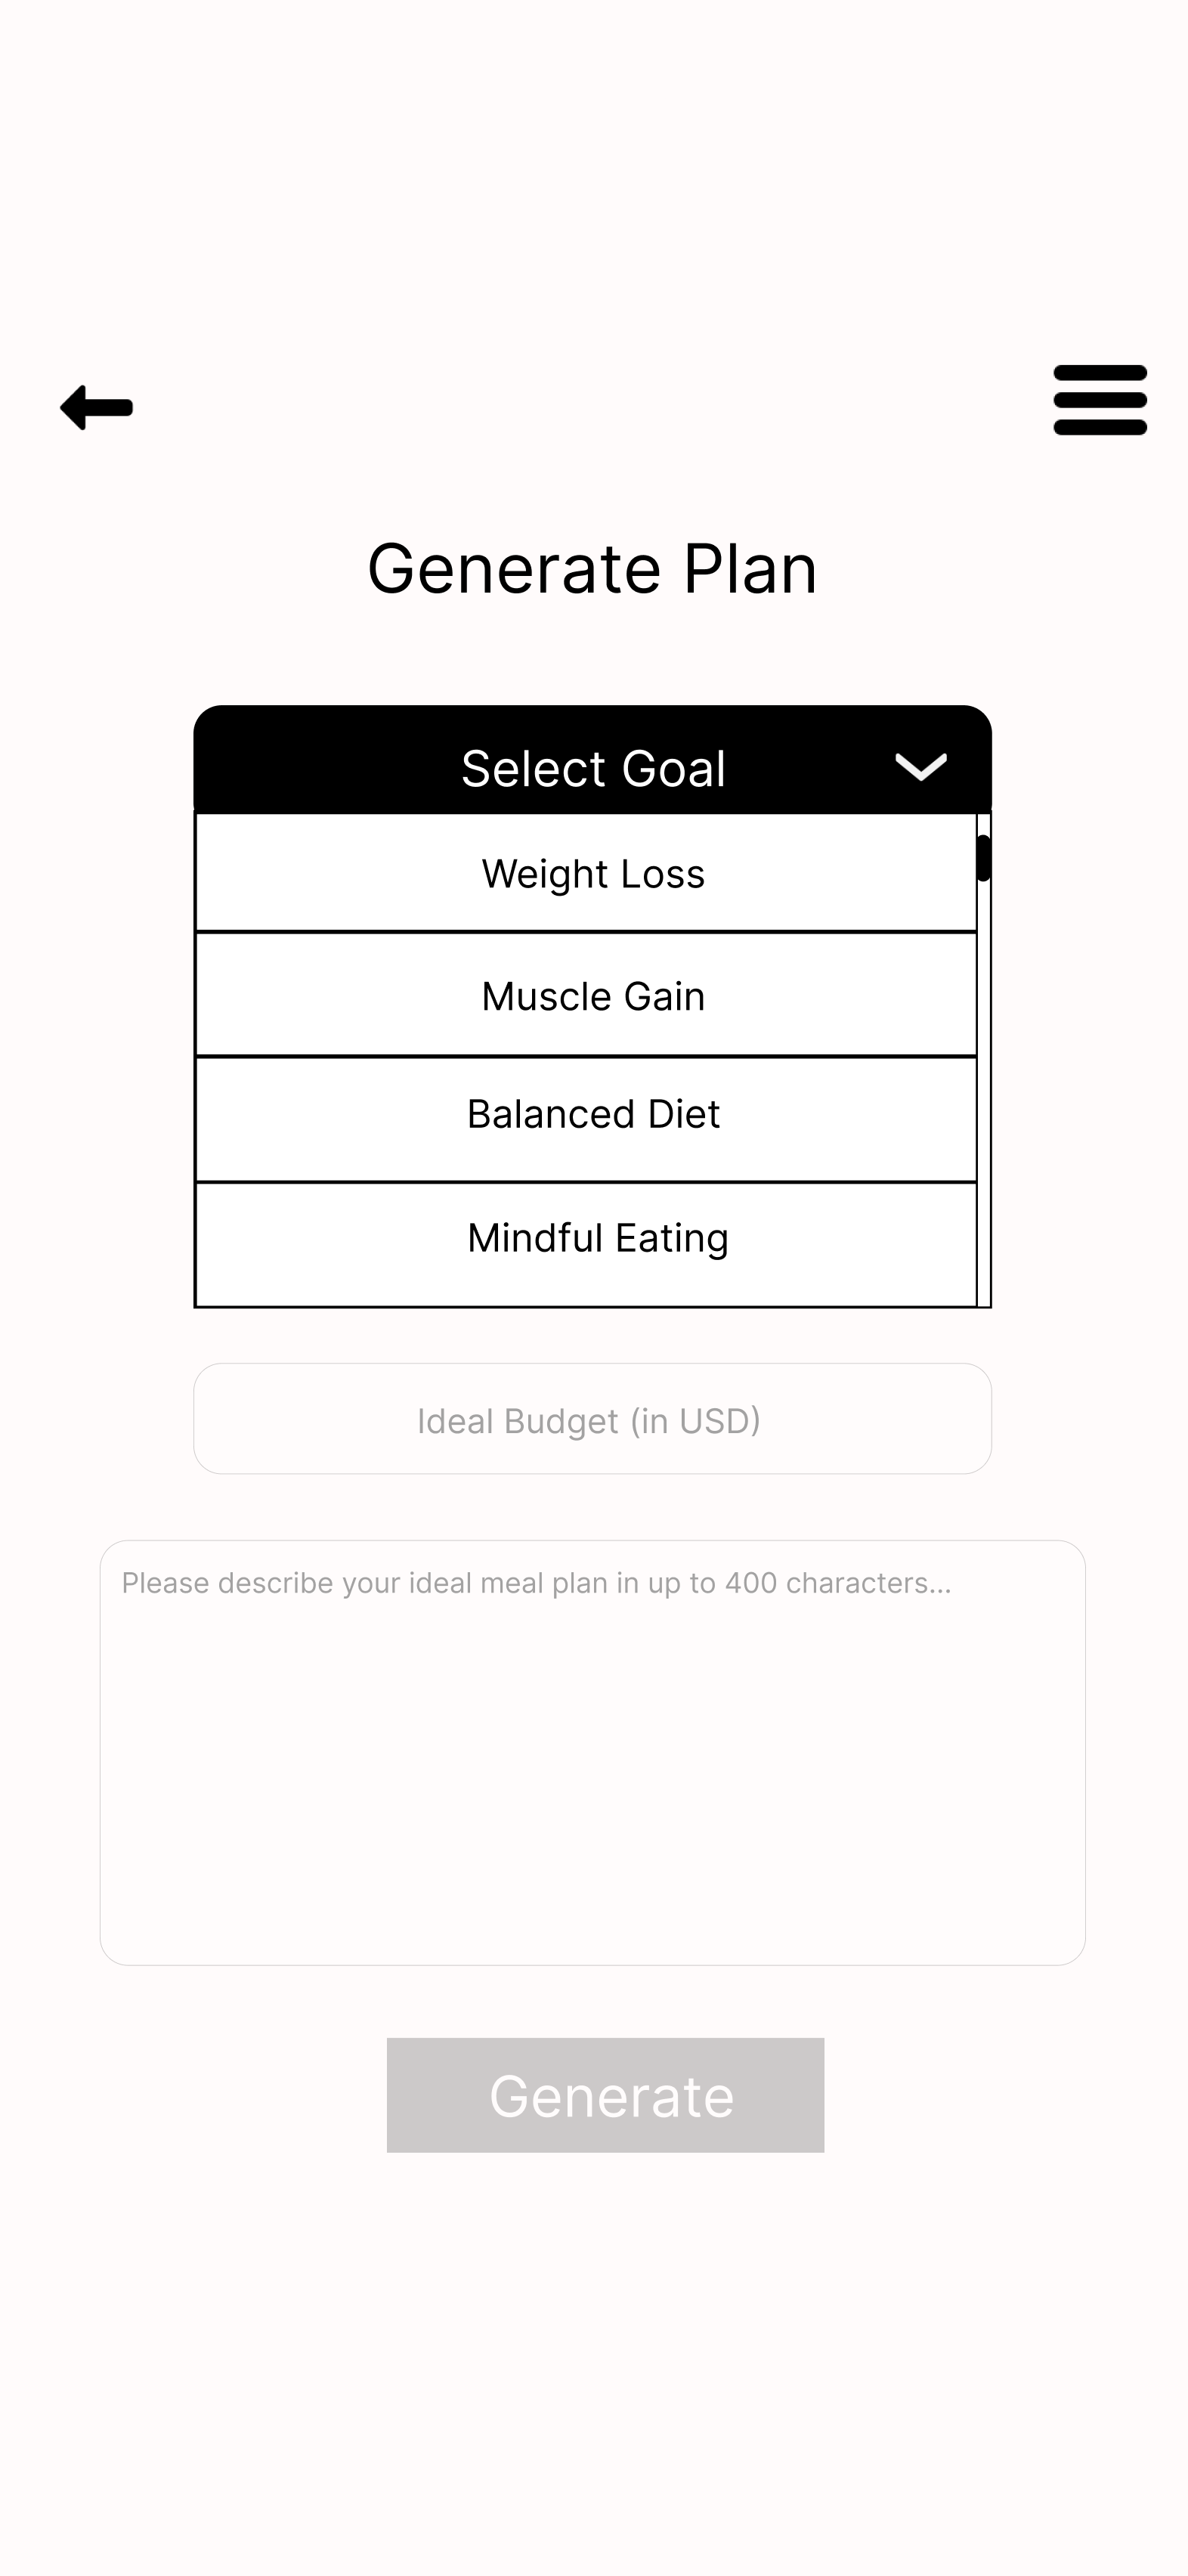 Generate Plan
Select Goal
Weight Loss
Muscle Gain
Balanced Diet
Mindful Eating
Ideal Budget (in USD)
Please describe your ideal meal plan in up to 400 characters...
Generate